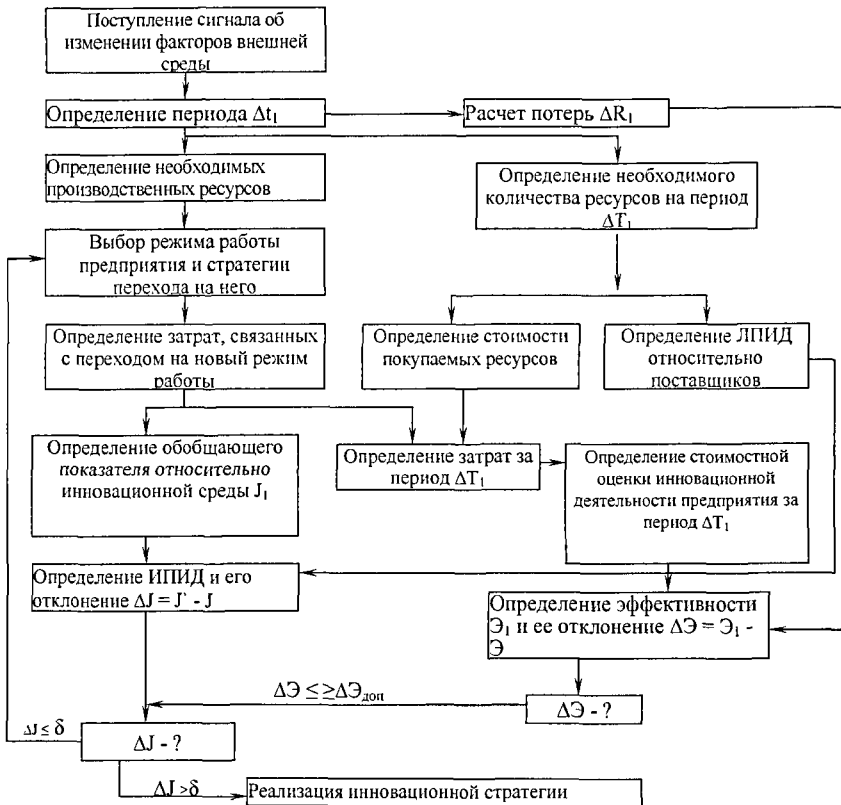 Поступление сигнала об
изменении факторов внешней
среды
Определение периода Δt₁
Расчет потерь ΔR₁
Определение необходимых
производственных ресурсов
Определение необходимого
количества ресурсов на период
ΔT₁
Выбор режима работы
предприятия и стратегии
перехода на него
Определение затрат, связанных
с переходом на новый режим
работы
Определение стоимости
покупаемых ресурсов
Определение ЛПИД
относительно
поставщиков
Определение обобщающего
показателя относительно
инновационной среды J₁
Определение затрат за
период ΔT₁
Определение стоимостной
оценки инновационной
деятельности предприятия за
период ΔT₁
Определение ИПИД и его
отклонение ΔJ = J' - J
Определение эффективности
Э₁ и ее отклонение ΔЭ = Э₁ -
Э
ΔЭ ≤ ≥ΔЭдоп
ΔЭ - ?
ΔJ ≤ δ
ΔJ - ?
ΔJ >δ
Реализация инновационной стратегии